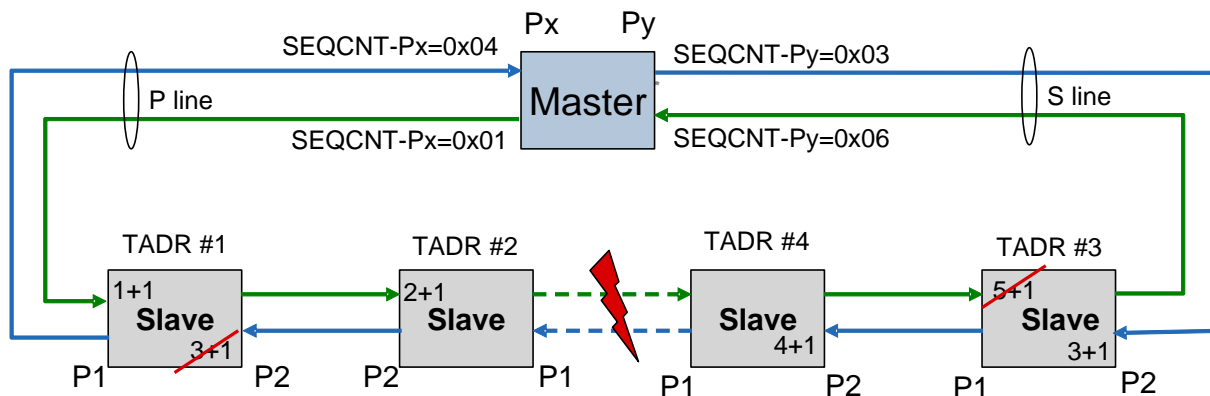 Px
Py
SEQCNT-Px=0x04
SEQCNT-Py=0x03
P line
Master
S line
SEQCNT-Px=0x01
SEQCNT-Py=0x06
TADR #1
TADR #2
TADR #4
TADR #3
1+1
Slave
3+1
2+1
Slave
Slave
4+1
5+1
Slave
3+1
P1
P2
P2
P1
P1
P2
P1
P2